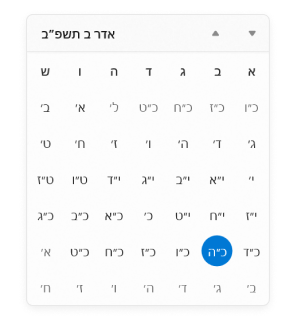 אדר ב תשפ״ב
א ב ג ד ה ו ש
כ״ו כ״ז כ״ח כ״ט ל׳ א׳ ב׳
ג׳ ד׳ ה׳ ו׳ ז׳ ח׳ ט׳
י׳ י״א י״ב י״ג י״ד ט״ו ט״ז
י״ז י״ח י״ט כ׳ כ״א כ״ב כ״ג
כ״ד כ״ה כ״ו כ״ז כ״ח כ״ט א׳
ב׳ ג׳ ד׳ ה׳ ו׳ ז׳ ח׳